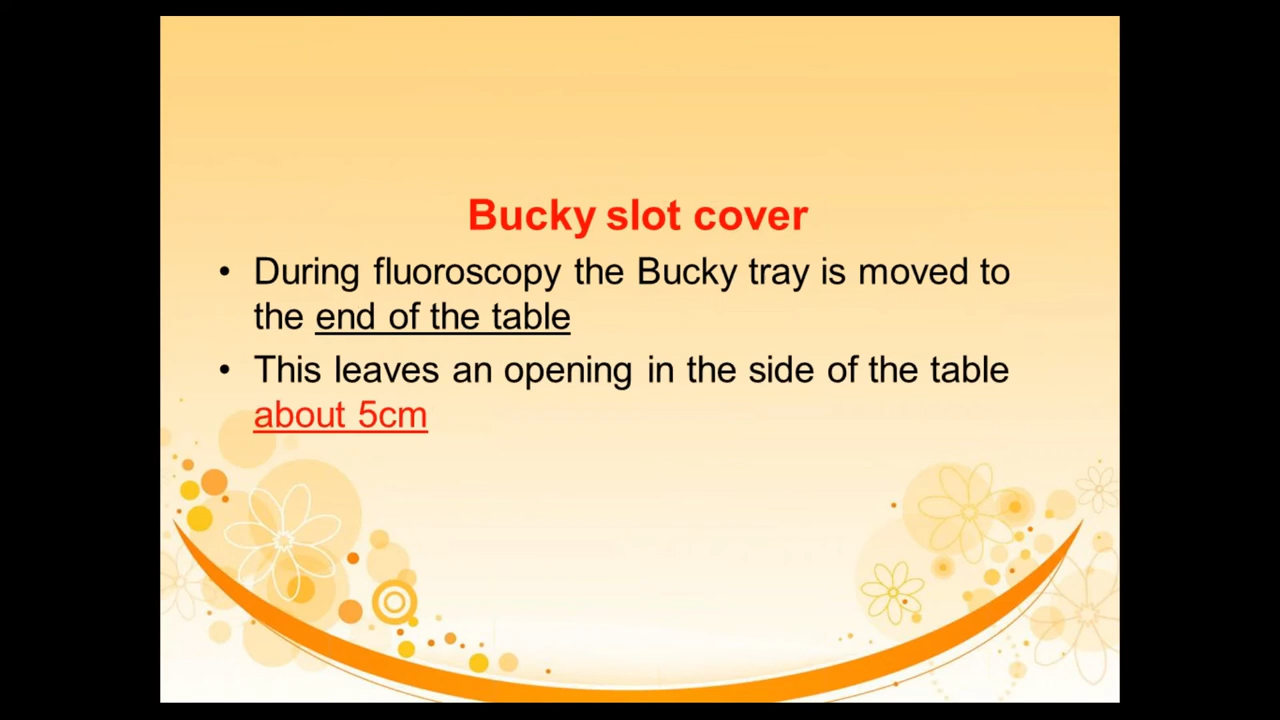 Bucky slot cover
• During fluoroscopy the Bucky tray is moved to
the end of the table
• This leaves an opening in the side of the table
about 5cm